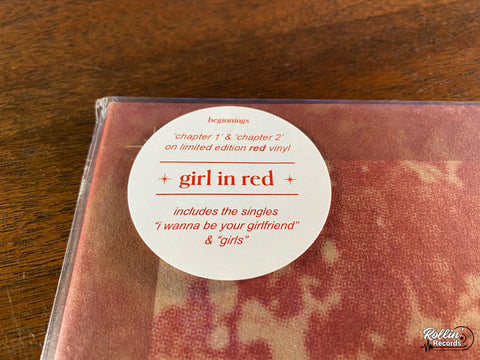 beginnings
'chapter 1' & 'chapter 2'
on limited edition red vinyl
girl in red
includes the singles
"i wanna be your girlfriend"
& "girls"
Rollin'
Records